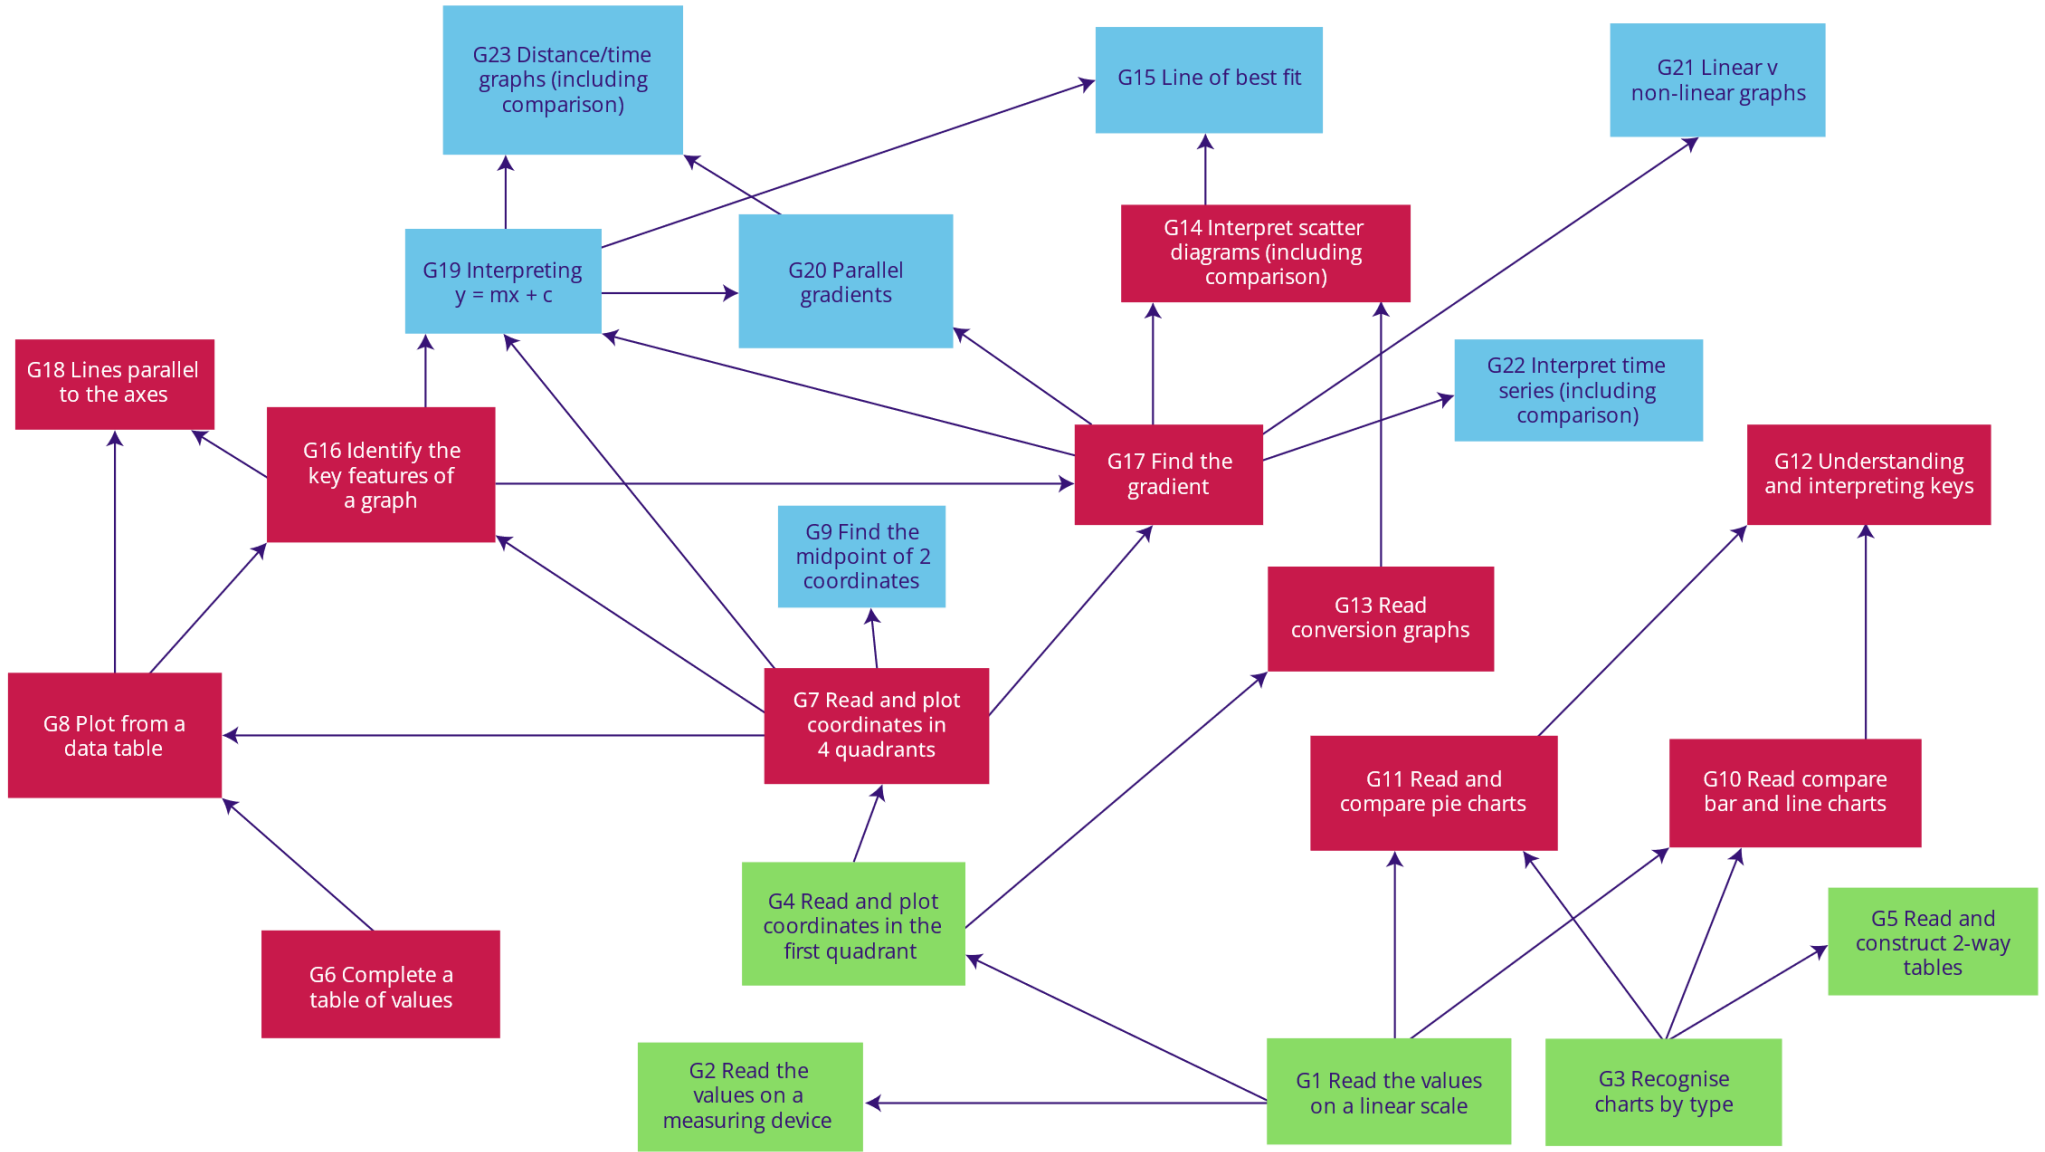 G23 Distance/time
graphs (including
comparison)
G15 Line of best fit
G21 Linear v
non-linear graphs
G19 Interpreting
y = mx + c
G20 Parallel
gradients
G14 Interpret scatter
diagrams (including
comparison)
G18 Lines parallel
to the axes
G22 Interpret time
series (including
comparison)
G16 Identify the
key features of
a graph
G17 Find the
gradient
G12 Understanding
and interpreting keys
G9 Find the
midpoint of 2
coordinates
G13 Read
conversion graphs
G8 Plot from a
data table
G7 Read and plot
coordinates in
4 quadrants
G11 Read and
compare pie charts
G10 Read compare
bar and line charts
G4 Read and plot
coordinates in the
first quadrant
G5 Read and
construct 2-way
tables
G6 Complete a
table of values
G2 Read the
values on a
measuring device
G1 Read the values
on a linear scale
G3 Recognise
charts by type